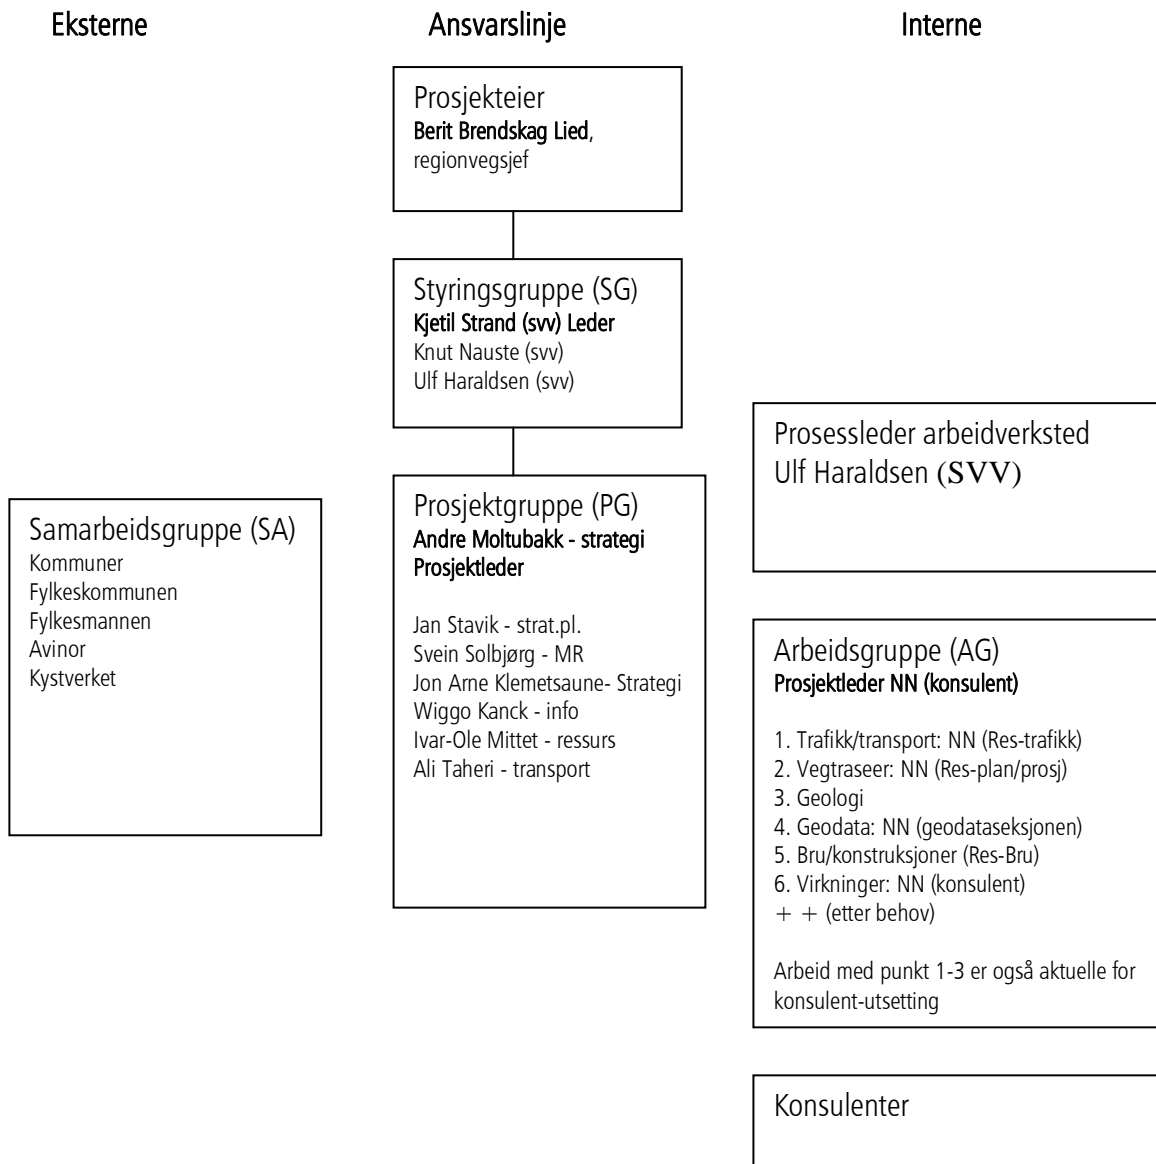 Eksterne
Ansvarslinje
Interne
Prosjekteier
Berit Brendskag Lied,
regionvegsjef
Styringsgruppe (SG)
Kjetil Strand (svv) Leder
Knut Nauste (svv)
Ulf Haraldsen (svv)
Prosessleder arbeidverksted
Ulf Haraldsen (SVV)
Samarbeidsgruppe (SA)
Kommuner
Fylkeskommunen
Fylkesmannen
Avinor
Kystverket
Prosjektgruppe (PG)
Andre Moltubakk - strategi
Prosjektleder
Jan Stavik - strat.pl.
Svein Solbjørg - MR
Jon Arne Klemetsaune- Strategi
Wiggo Kanck - info
Ivar-Ole Mittet - ressurs
Ali Taheri - transport
Arbeidsgruppe (AG)
Prosjektleder NN (konsulent)
1. Trafikk/transport: NN (Res-trafikk)
2. Vegtraseer: NN (Res-plan/prosj)
3. Geologi
4. Geodata: NN (geodataseksjonen)
5. Bru/konstruksjoner (Res-Bru)
6. Virkninger: NN (konsulent)
+ + (etter behov)
Arbeid med punkt 1-3 er også aktuelle for
konsulent-utsetting
Konsulenter